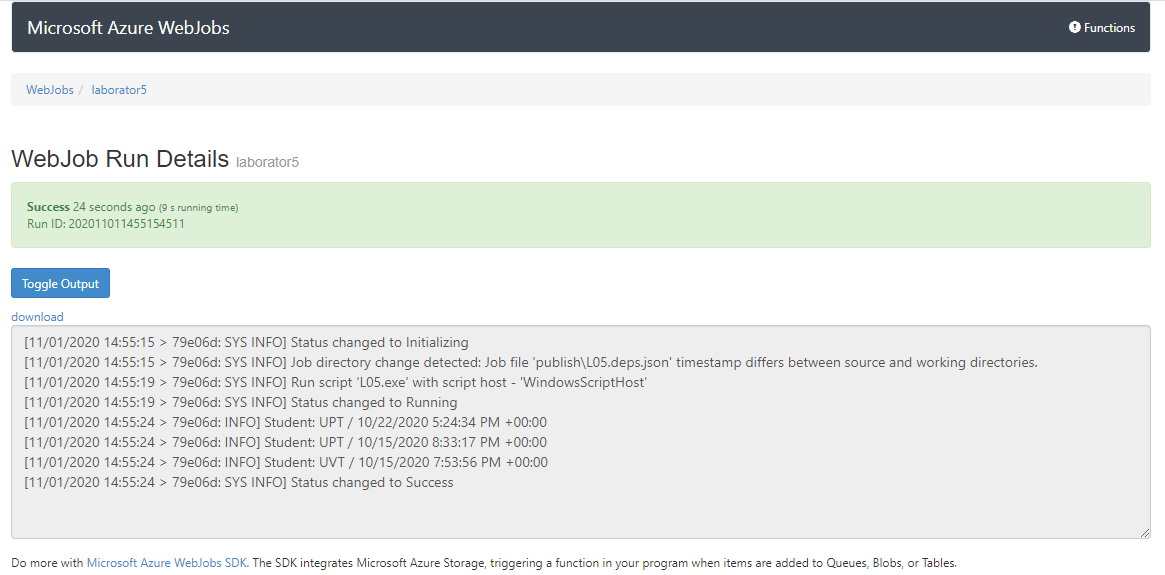 Microsoft Azure WebJobs
Functions
WebJobs / laborator5
WebJob Run Details laborator5
Success 24 seconds ago (9 s running time)
Run ID: 202011011455154511
Toggle Output
download
[11/01/2020 14:55:15 > 79e06d: SYS INFO] Status changed to Initializing
[11/01/2020 14:55:15 > 79e06d: SYS INFO] Job directory change detected: Job file 'publish\L05.deps.json' timestamp differs between source and working directories.
[11/01/2020 14:55:19 > 79e06d: SYS INFO] Run script 'L05.exe' with script host - 'WindowsScriptHost'
[11/01/2020 14:55:19 > 79e06d: SYS INFO] Status changed to Running
[11/01/2020 14:55:24 > 79e06d: INFO] Student: UPT / 10/22/2020 5:24:34 PM +00:00
[11/01/2020 14:55:24 > 79e06d: INFO] Student: UPT / 10/15/2020 8:33:17 PM +00:00
[11/01/2020 14:55:24 > 79e06d: INFO] Student: UVT / 10/15/2020 7:53:56 PM +00:00
[11/01/2020 14:55:24 > 79e06d: SYS INFO] Status changed to Success
Do more with Microsoft Azure WebJobs SDK. The SDK integrates Microsoft Azure Storage, triggering a function in your program when items are added to Queues, Blobs, or Tables.